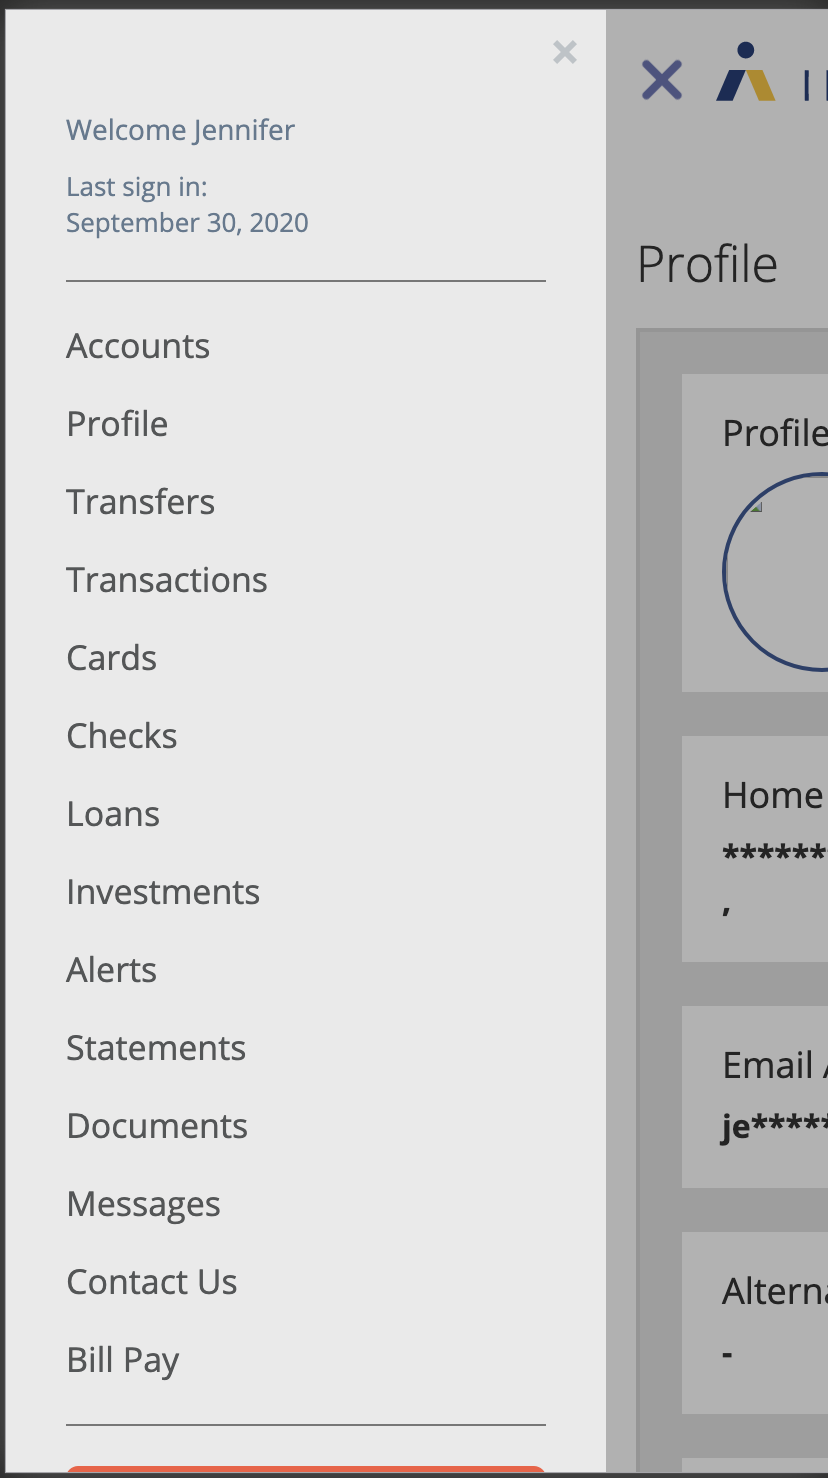 Welcome Jennifer
Last sign in:
September 30, 2020
Accounts
Profile
Transfers
Transactions
Cards
Checks
Loans
Investments
Alerts
Statements
Documents
Messages
Contact Us
Bill Pay
Profile
Profile
Home
*******
,
Email
je*****
Alterna
-